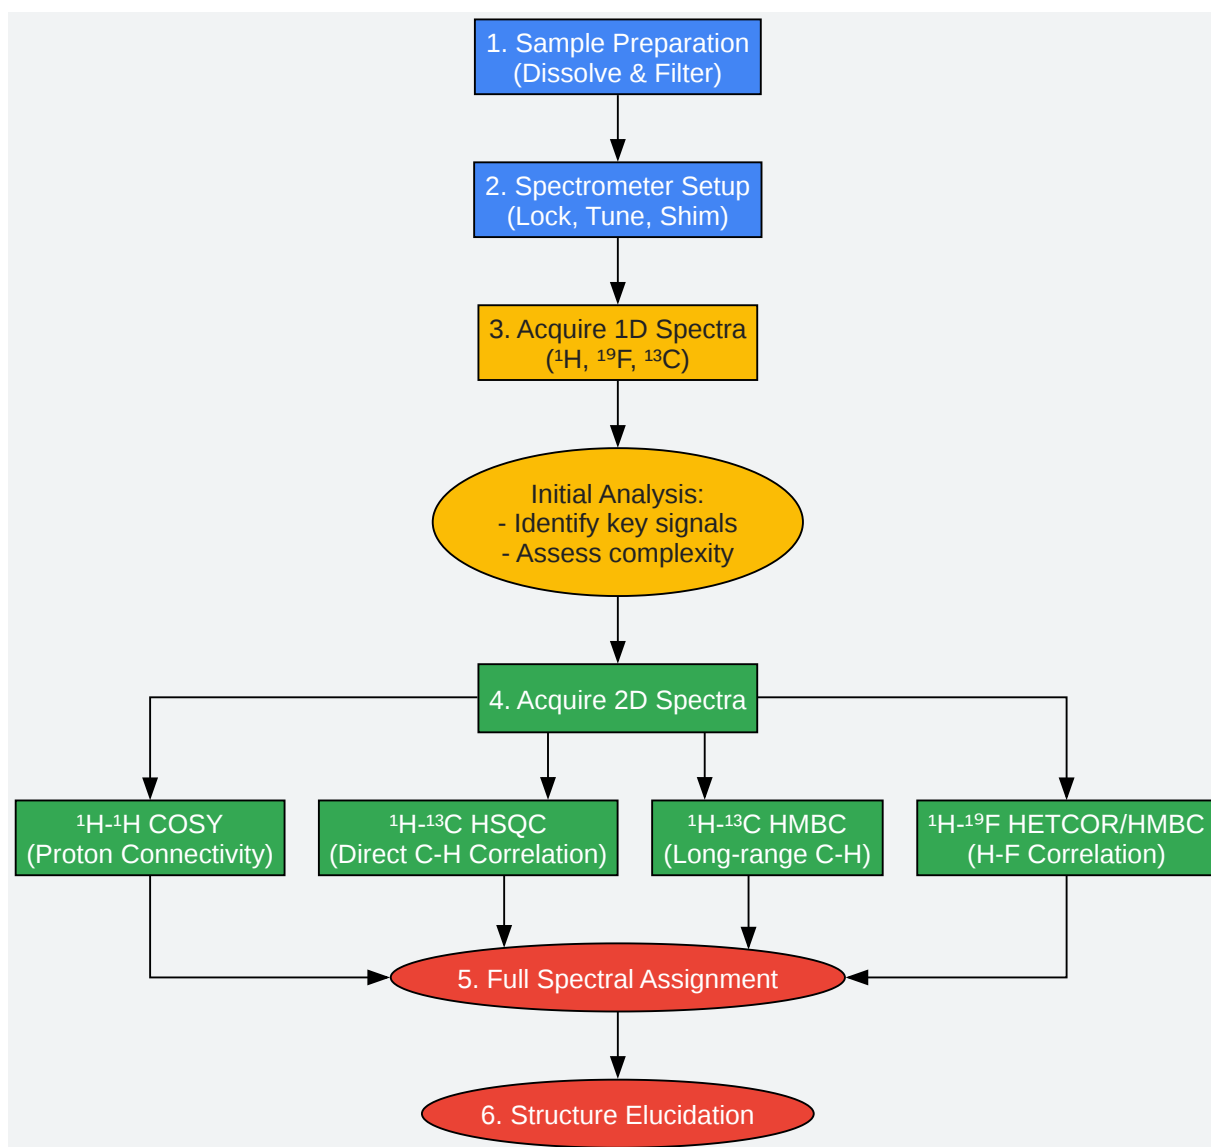 1. Sample Preparation
(Dissolve & Filter)
2. Spectrometer Setup
(Lock, Tune, Shim)
3. Acquire 1D Spectra
(¹H, ¹⁹F, ¹³C)
Initial Analysis:
- Identify key signals
- Assess complexity
4. Acquire 2D Spectra
¹H-¹H COSY
(Proton Connectivity)
¹H-¹³C HSQC
(Direct C-H Correlation)
¹H-¹³C HMBC
(Long-range C-H)
¹H-¹⁹F HETCOR/HMBC
(H-F Correlation)
5. Full Spectral Assignment
6. Structure Elucidation